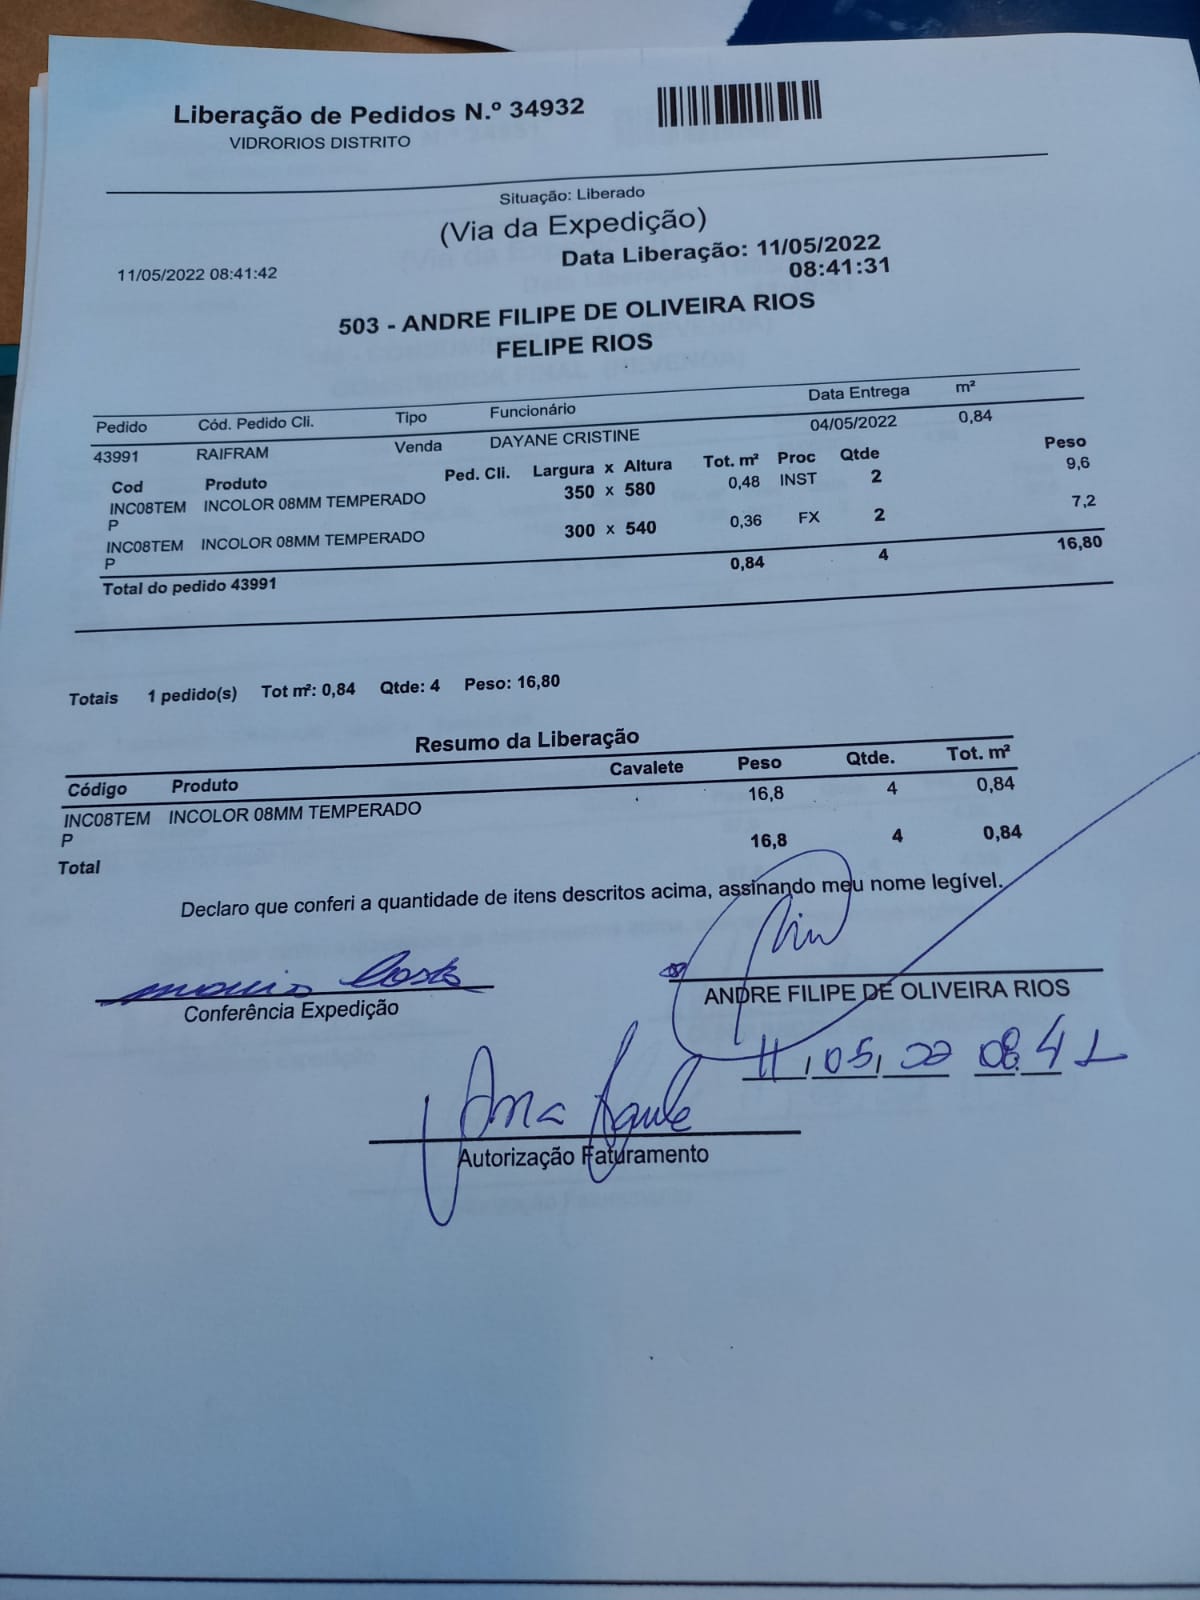 Liberação de Pedidos N.º 34932
VIDRORIOS DISTRITO
Situação: Liberado
(Via da Expedição)
11/05/2022 08:41:42
Data Liberação: 11/05/2022
08:41:31
503 - ANDRE FILIPE DE OLIVEIRA RIOS
FELIPE RIOS
Pedido Cód. Pedido Cli. Tipo Funcionário Data Entrega m²
43991 RAIFRAM Venda DAYANE CRISTINE 04/05/2022 0,84
Cod Produto Ped. Cli. Largura x Altura Tot. m² Proc Qtde Peso
INC08TEM INCOLOR 08MM TEMPERADO 350 x 580 0,48 INST 2 9,6
P
INC08TEM INCOLOR 08MM TEMPERADO 300 x 540 0,36 FX 2 7,2
P
Total do pedido 43991 0,84 4 16,80
Totais 1 pedido(s) Tot m²: 0,84 Qtde: 4 Peso: 16,80
Resumo da Liberação
Código Produto Cavalete Peso Qtde. Tot. m²
INC08TEM INCOLOR 08MM TEMPERADO 16,8 4 0,84
P
Total 16,8 4 0,84
Declaro que conferi a quantidade de itens descritos acima, assinando meu nome legível.
Costa
Conferência Expedição
ANDRE FILIPE DE OLIVEIRA RIOS
11/05/22 08:41
Ana
Autorização Faturamento